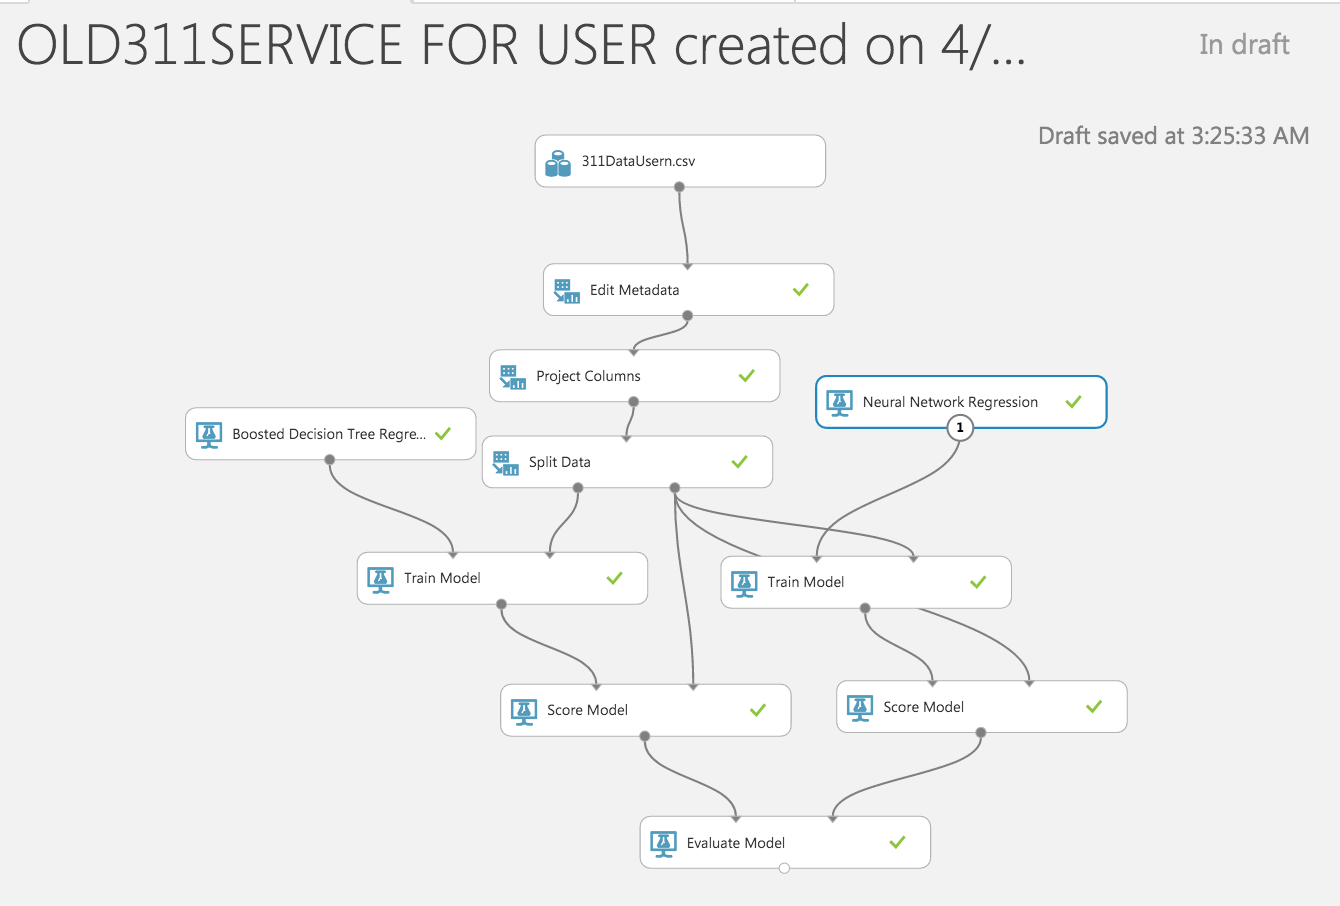 OLD311SERVICE FOR USER created on 4/...
In draft
Draft saved at 3:25:33 AM
311DataUsern.csv
Edit Metadata
Project Columns
Neural Network Regression
1
Boosted Decision Tree Regre...
Split Data
Train Model
Train Model
Score Model
Score Model
Evaluate Model